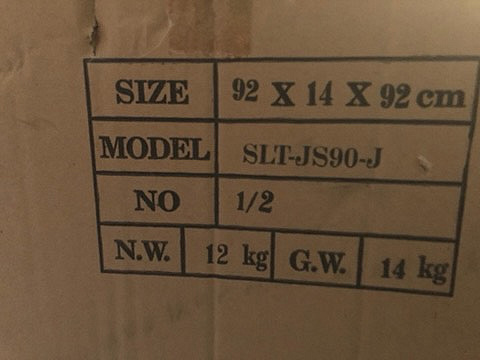 SIZE 92 X 14 X 92 cm
MODEL SLT-JS90-J
NO 1/2
N.W. 12 kg G.W. 14 kg